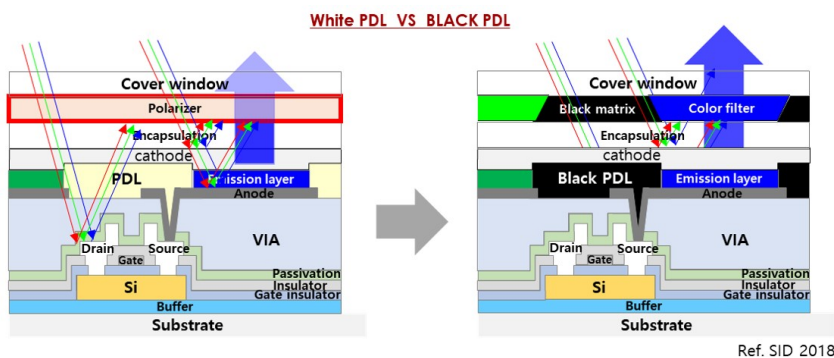 White PDL VS BLACK PDL
Cover window
Polarizer
Encapsulation
cathode
PDL
Emission layer
Anode
VIA
Drain
Source
Gate
Passivation
Insulator
Gate insulator
Si
Buffer
Substrate
Cover window
Black matrix
Color filter
Encapsulation
cathode
Black PDL
Emission layer
Anode
VIA
Drain
Source
Gate
Passivation
Insulator
Gate insulator
Si
Buffer
Substrate
Ref. SID 2018